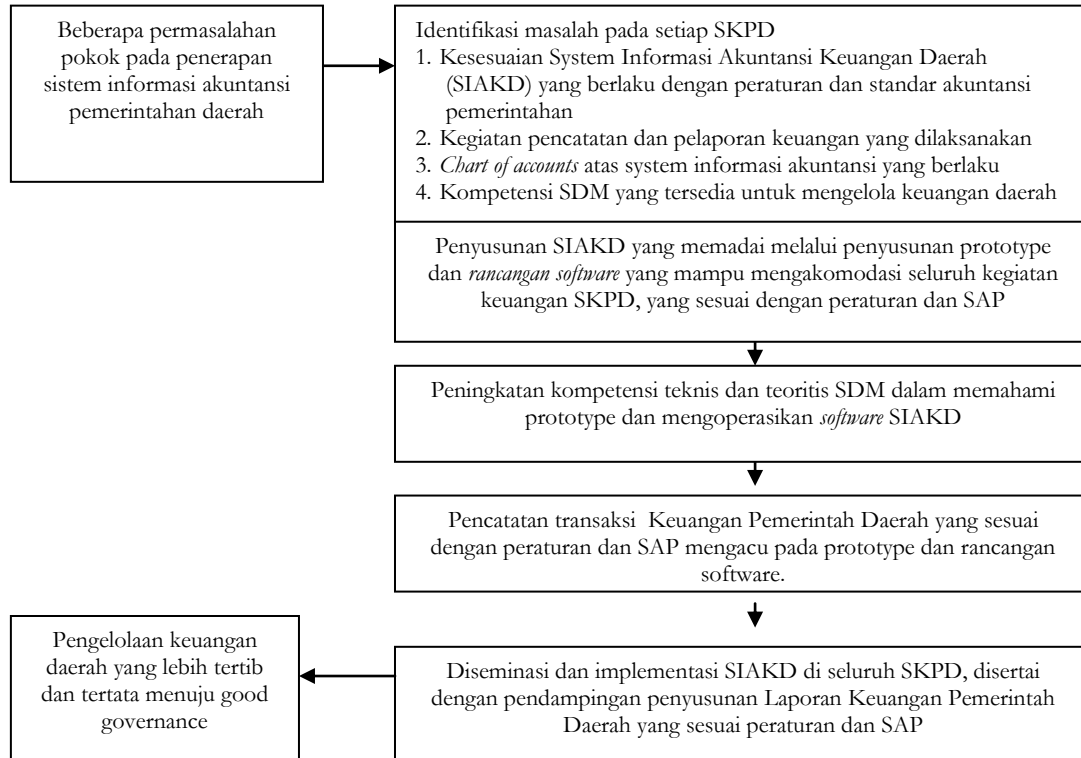 Beberapa permasalahan
pokok pada penerapan
sistem informasi akuntansi
pemerintahan daerah
Identifikasi masalah pada setiap SKPD
1. Kesesuaian System Informasi Akuntansi Keuangan Daerah
(SIAKD) yang berlaku dengan peraturan dan standar akuntansi
pemerintahan
2. Kegiatan pencatatan dan pelaporan keuangan yang dilaksanakan
3. Chart of accounts atas system informasi akuntansi yang berlaku
4. Kompetensi SDM yang tersedia untuk mengelola keuangan daerah
Penyusunan SIAKD yang memadai melalui penyusunan prototype
dan rancangan software yang mampu mengakomodasi seluruh kegiatan
keuangan SKPD, yang sesuai dengan peraturan dan SAP
Peningkatan kompetensi teknis dan teoritis SDM dalam memahami
prototype dan mengoperasikan software SIAKD
Pencatatan transaksi Keuangan Pemerintah Daerah yang sesuai
dengan peraturan dan SAP mengacu pada prototype dan rancangan
software.
Diseminasi dan implementasi SIAKD di seluruh SKPD, disertai
dengan pendampingan penyusunan Laporan Keuangan Pemerintah
Daerah yang sesuai peraturan dan SAP
Pengelolaan keuangan
daerah yang lebih tertib
dan tertata menuju good
governance